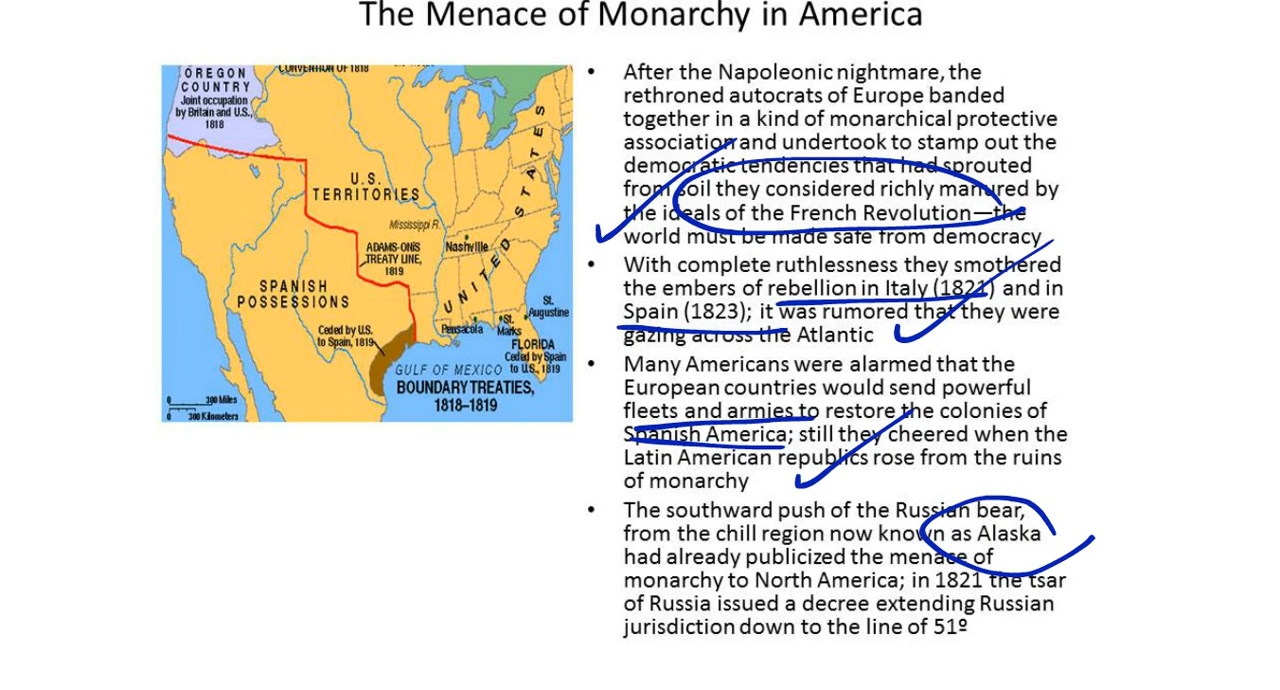 The Menace of Monarchy in America
OREGON
COUNTRY
Joint occupation
by Britain and U.S.,
1818
CONVENTION OF 1818
U.S.
TERRITORIES
Mississippi R.
ADAMS-ONÍS
TREATY LINE,
1819
Nashville
UNITED STATES
SPANISH
POSSESSIONS
Ceded by U.S.
to Spain, 1819
Pensacola
St.
Marks
St.
Augustine
FLORIDA
Ceded by Spain
to U.S., 1819
GULF OF MEXICO
BOUNDARY TREATIES,
1818–1819
0 300 Miles
0 300 Kilometers
• After the Napoleonic nightmare, the
rethroned autocrats of Europe banded
together in a kind of monarchical protective
association and undertook to stamp out the
democratic tendencies that had sprouted
from soil they considered richly manured by
the ideals of the French Revolution—the
world must be made safe from democracy
• With complete ruthlessness they smothered
the embers of rebellion in Italy (1821) and in
Spain (1823); it was rumored that they were
gazing across the Atlantic
• Many Americans were alarmed that the
European countries would send powerful
fleets and armies to restore the colonies of
Spanish America; still they cheered when the
Latin American republics rose from the ruins
of monarchy
• The southward push of the Russian bear,
from the chill region now known as Alaska
had already publicized the menace of
monarchy to North America; in 1821 the tsar
of Russia issued a decree extending Russian
jurisdiction down to the line of 51º